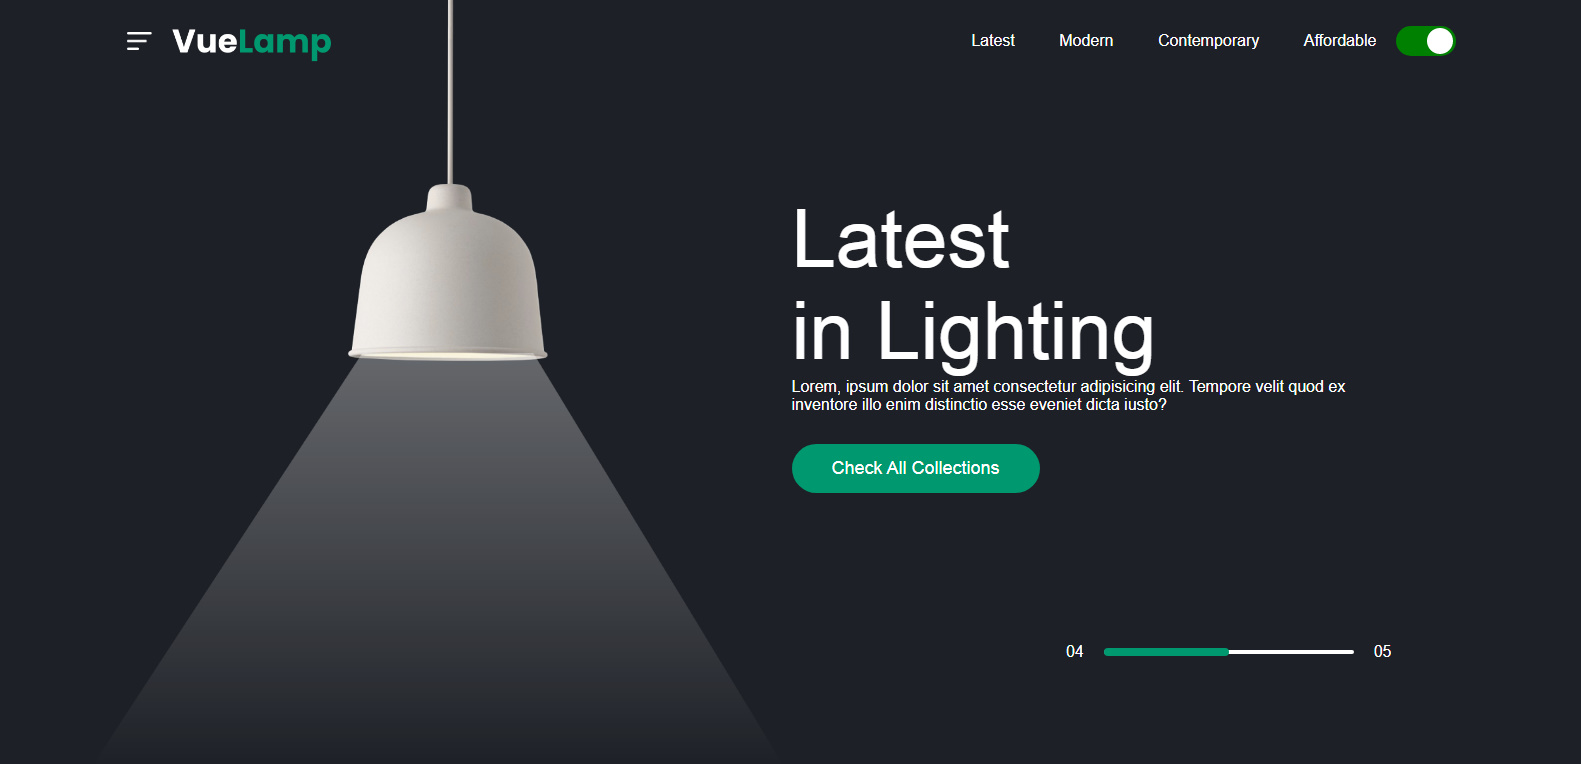 VueLamp
Latest Modern Contemporary Affordable
Latest
in Lighting
Lorem, ipsum dolor sit amet consectetur adipisicing elit. Tempore velit quod ex
inventore illo enim distinctio esse eveniet dicta iusto?
Check All Collections
04 05